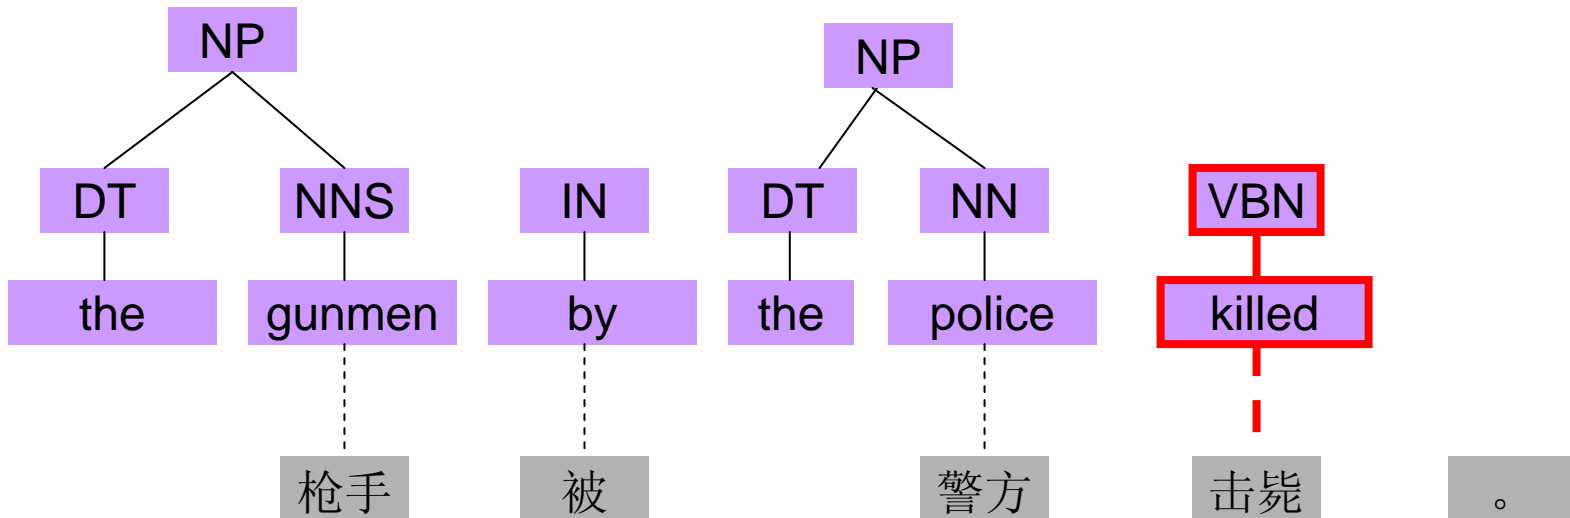 NP NP
DT NNS IN DT NN VBN
the gunmen by the police killed
枪手 被 警方 击毙 。